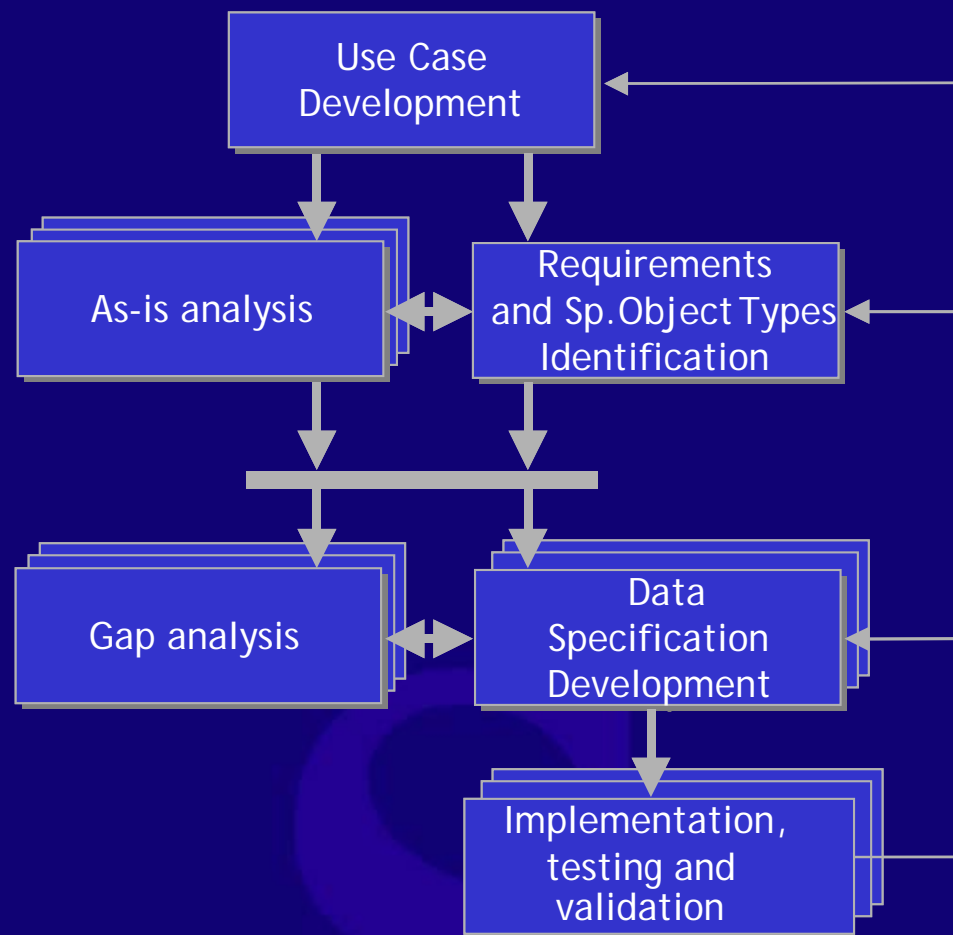 Use Case
Development
As-is analysis
Requirements
and Sp.Object Types
Identification
Gap analysis
Data
Specification
Development
Implementation,
testing and
validation